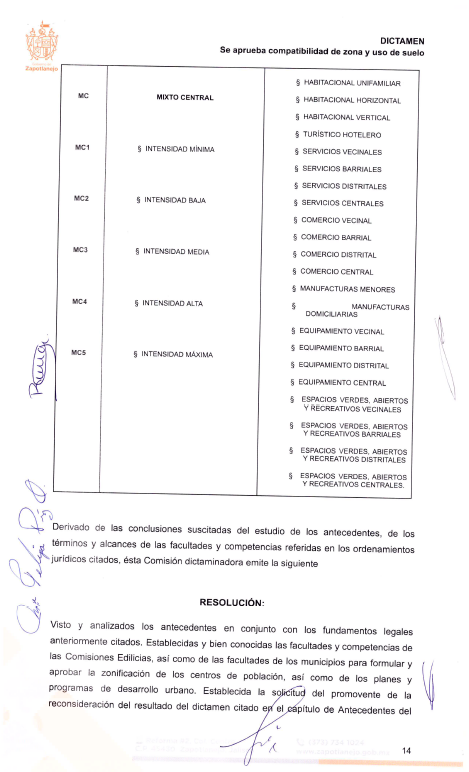 Zapotlanejo
DICTAMEN
Se aprueba compatibilidad de zona y uso de suelo
MC
MIXTO CENTRAL
MC1
§ INTENSIDAD MÍNIMA
MC2
§ INTENSIDAD BAJA
MC3
§ INTENSIDAD MEDIA
MC4
§ INTENSIDAD ALTA
MC5
§ INTENSIDAD MÁXIMA
§ HABITACIONAL UNIFAMILIAR
§ HABITACIONAL HORIZONTAL
§ HABITACIONAL VERTICAL
§ TURÍSTICO HOTELERO
§ SERVICIOS VECINALES
§ SERVICIOS BARRIALES
§ SERVICIOS DISTRITALES
§ SERVICIOS CENTRALES
§ COMERCIO VECINAL
§ COMERCIO BARRIAL
§ COMERCIO DISTRITAL
§ COMERCIO CENTRAL
§ MANUFACTURAS MENORES
§ MANUFACTURAS
DOMICILIARIAS
§ EQUIPAMIENTO VECINAL
§ EQUIPAMIENTO BARRIAL
§ EQUIPAMIENTO DISTRITAL
§ EQUIPAMIENTO CENTRAL
§ ESPACIOS VERDES, ABIERTOS
Y RECREATIVOS VECINALES
§ ESPACIOS VERDES, ABIERTOS
Y RECREATIVOS BARRIALES
§ ESPACIOS VERDES, ABIERTOS
Y RECREATIVOS DISTRITALES
§ ESPACIOS VERDES, ABIERTOS
Y RECREATIVOS CENTRALES.
Derivado de las conclusiones suscitadas del estudio de los antecedentes, de los
términos y alcances de las facultades y competencias referidas en los ordenamientos
jurídicos citados, ésta Comisión dictaminadora emite la siguiente
RESOLUCIÓN:
Visto y analizados los antecedentes en conjunto con los fundamentos legales
anteriormente citados. Establecidas y bien conocidas las facultades y competencias de
las Comisiones Edilicias, así como de las facultades de los municipios para formular y
aprobar la zonificación de los centros de población, así como de los planes y
programas de desarrollo urbano. Establecida la solicitud del promovente de la
reconsideración del resultado del dictamen citado en el capítulo de Antecedentes del
14